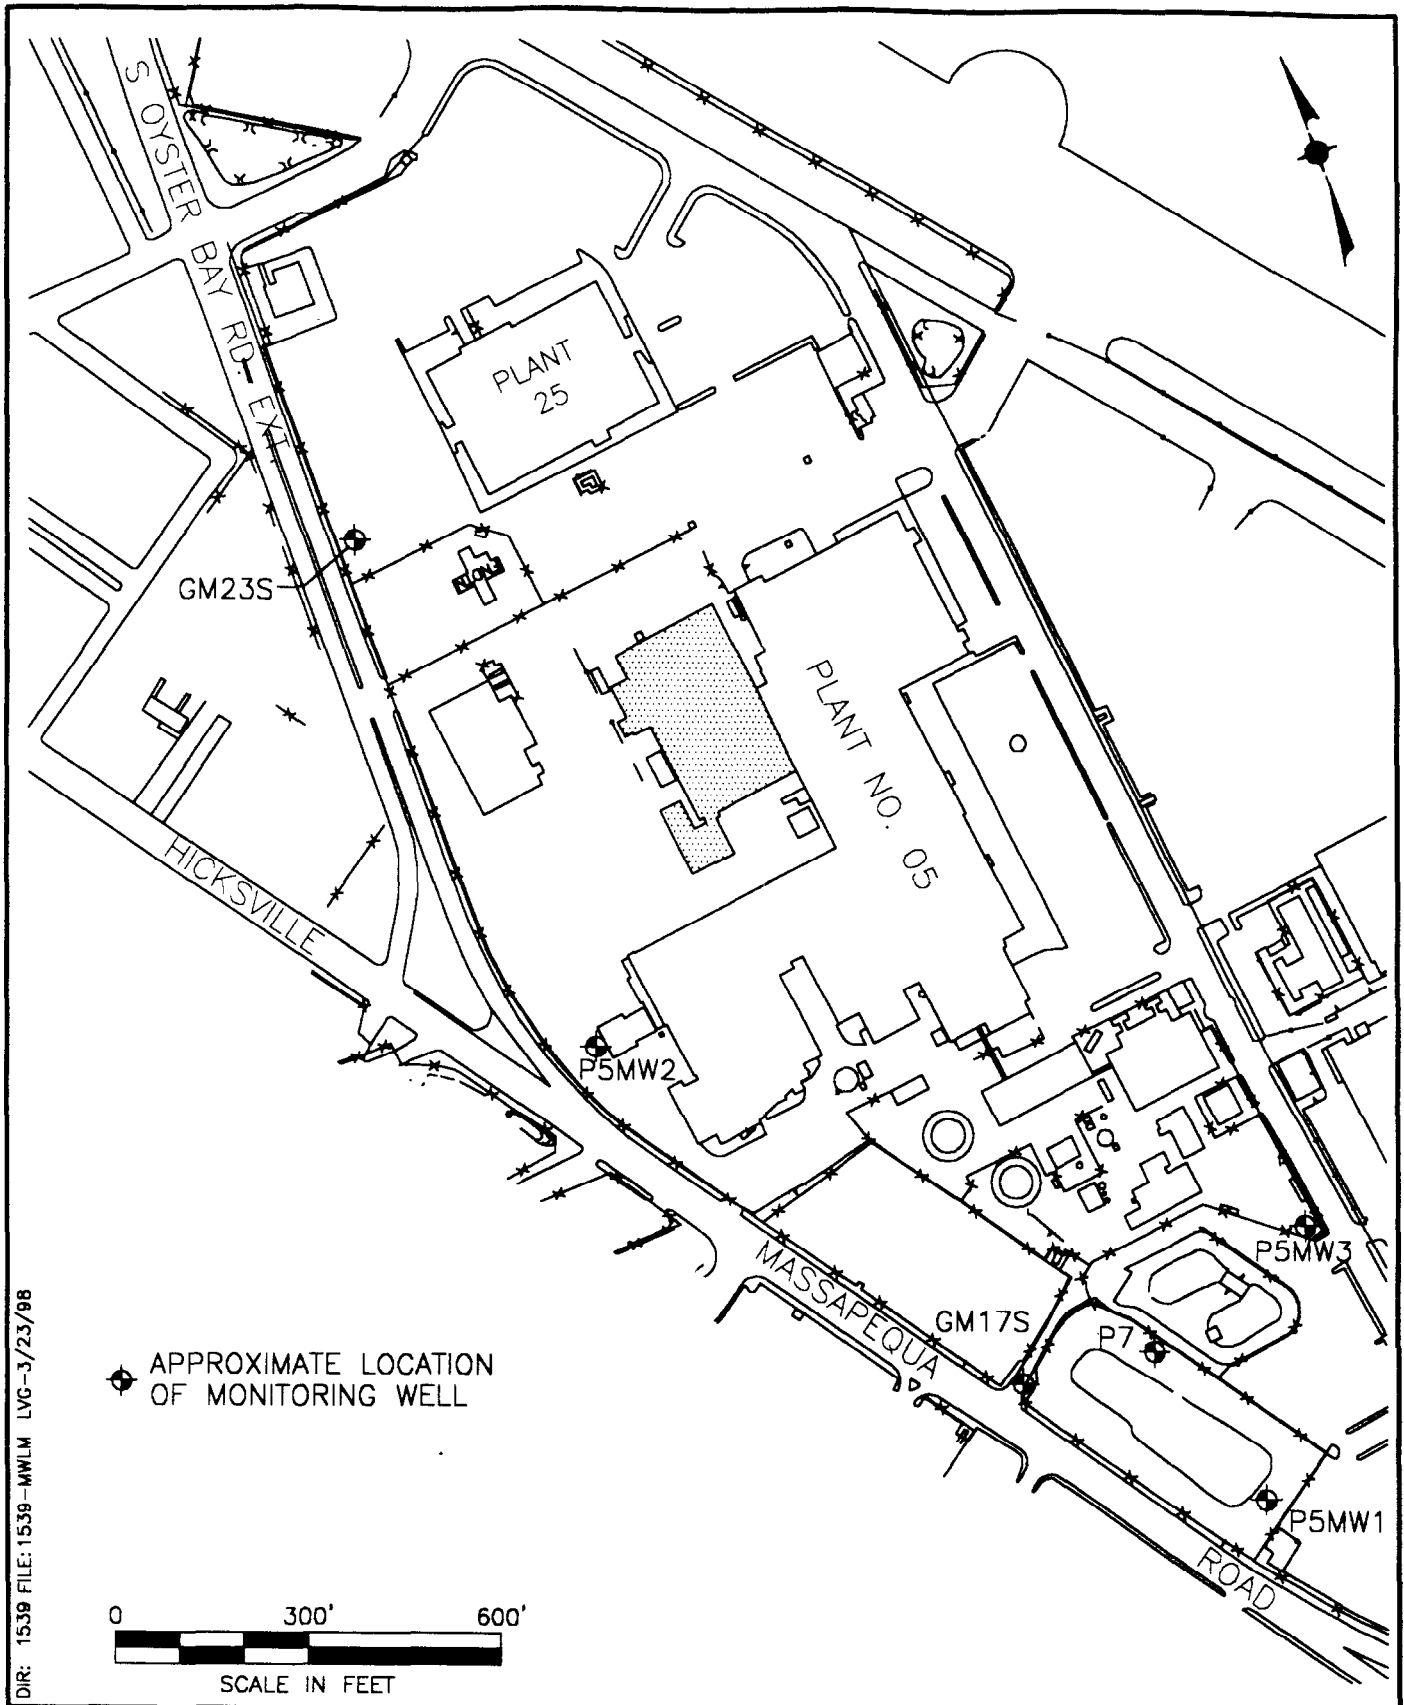 S OYSTER BAY RD EXT
PLANT
25
GM23S
PLANT NO. 05
HICKSVILLE
P5MW2
MASSAPEQUA
ROAD
GM17S
P7
P5MW3
P5MW1
APPROXIMATE LOCATION
OF MONITORING WELL
0 300' 600'
SCALE IN FEET
DIR: 1539 FILE:1539-MWLM LVG-3/23/98